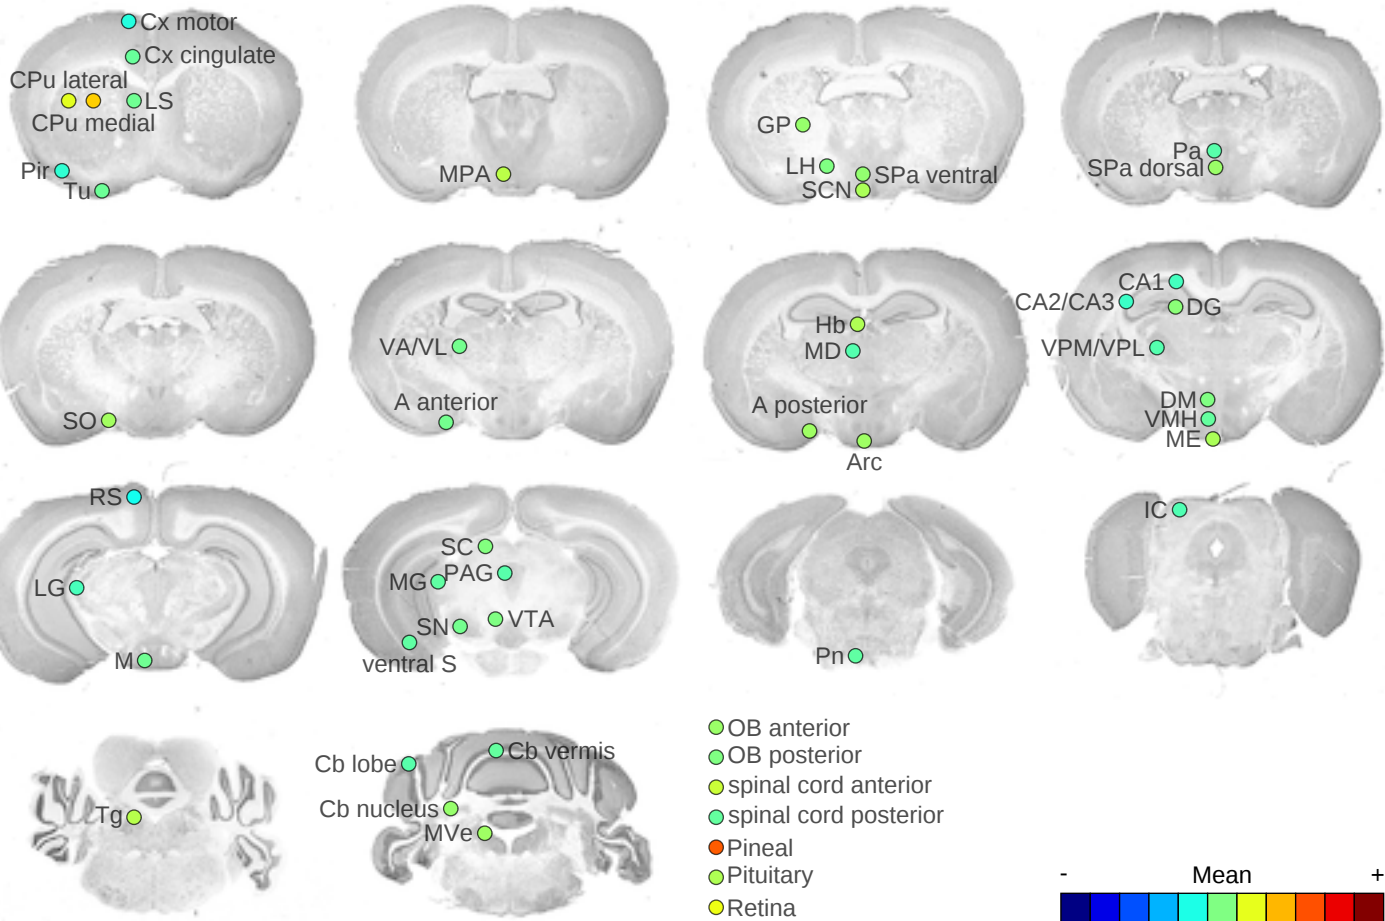 Cx motor
Cx cingulate
CPu lateral
LS
CPu medial
Pir
Tu
MPA
GP
LH
SPa ventral
SCN
Pa
SPa dorsal
SO
VA/VL
A anterior
Hb
MD
A posterior
Arc
CA1
CA2/CA3
DG
VPM/VPL
DM
VMH
ME
RS
LG
M
SC
MG PAG
SN VTA
ventral S
Pn
IC
Tg
Cb lobe Cb vermis
Cb nucleus
MVe
OB anterior
OB posterior
spinal cord anterior
spinal cord posterior
Pineal
Pituitary
Retina
- Mean +